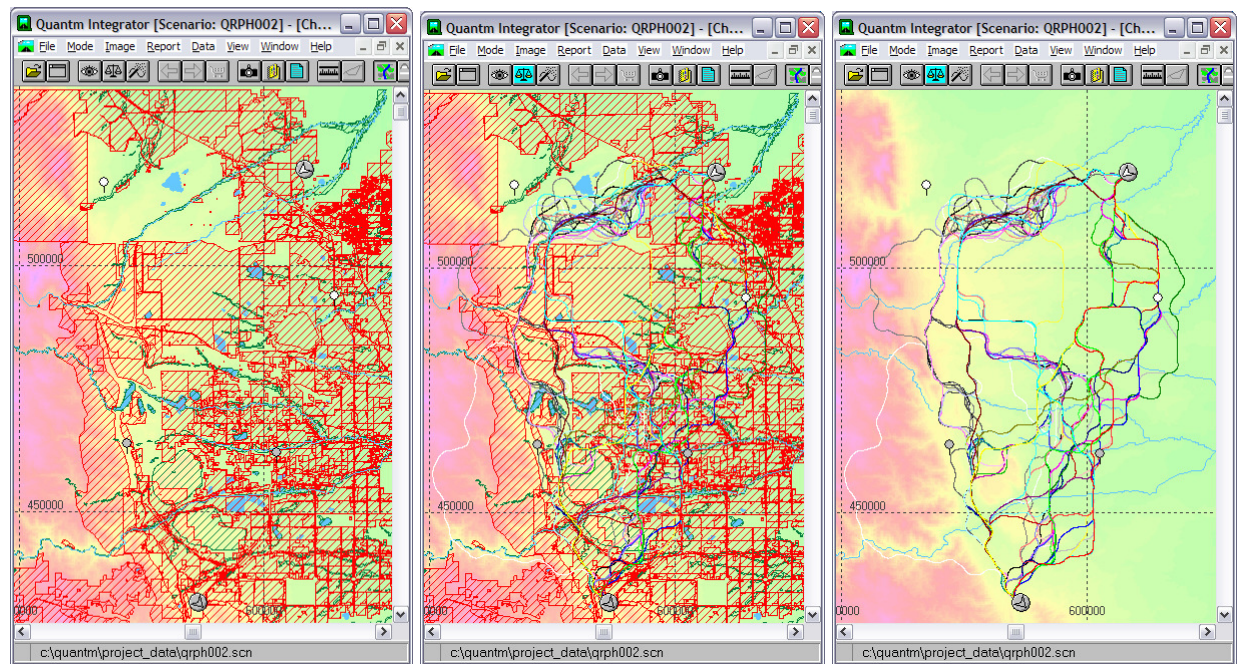 Quantm Integrator [Scenario: QRPH002] - [Ch...
File Mode Image Report Data View Window Help
500000
450000
0000
600000
c:\quantm\project_data\qrph002.scn
Quantm Integrator [Scenario: QRPH002] - [Ch...
File Mode Image Report Data View Window Help
500000
450000
0000
600000
c:\quantm\project_data\qrph002.scn
Quantm Integrator [Scenario: QRPH002] - [Ch...
File Mode Image Report Data View Window Help
500000
450000
0000
600000
c:\quantm\project_data\qrph002.scn